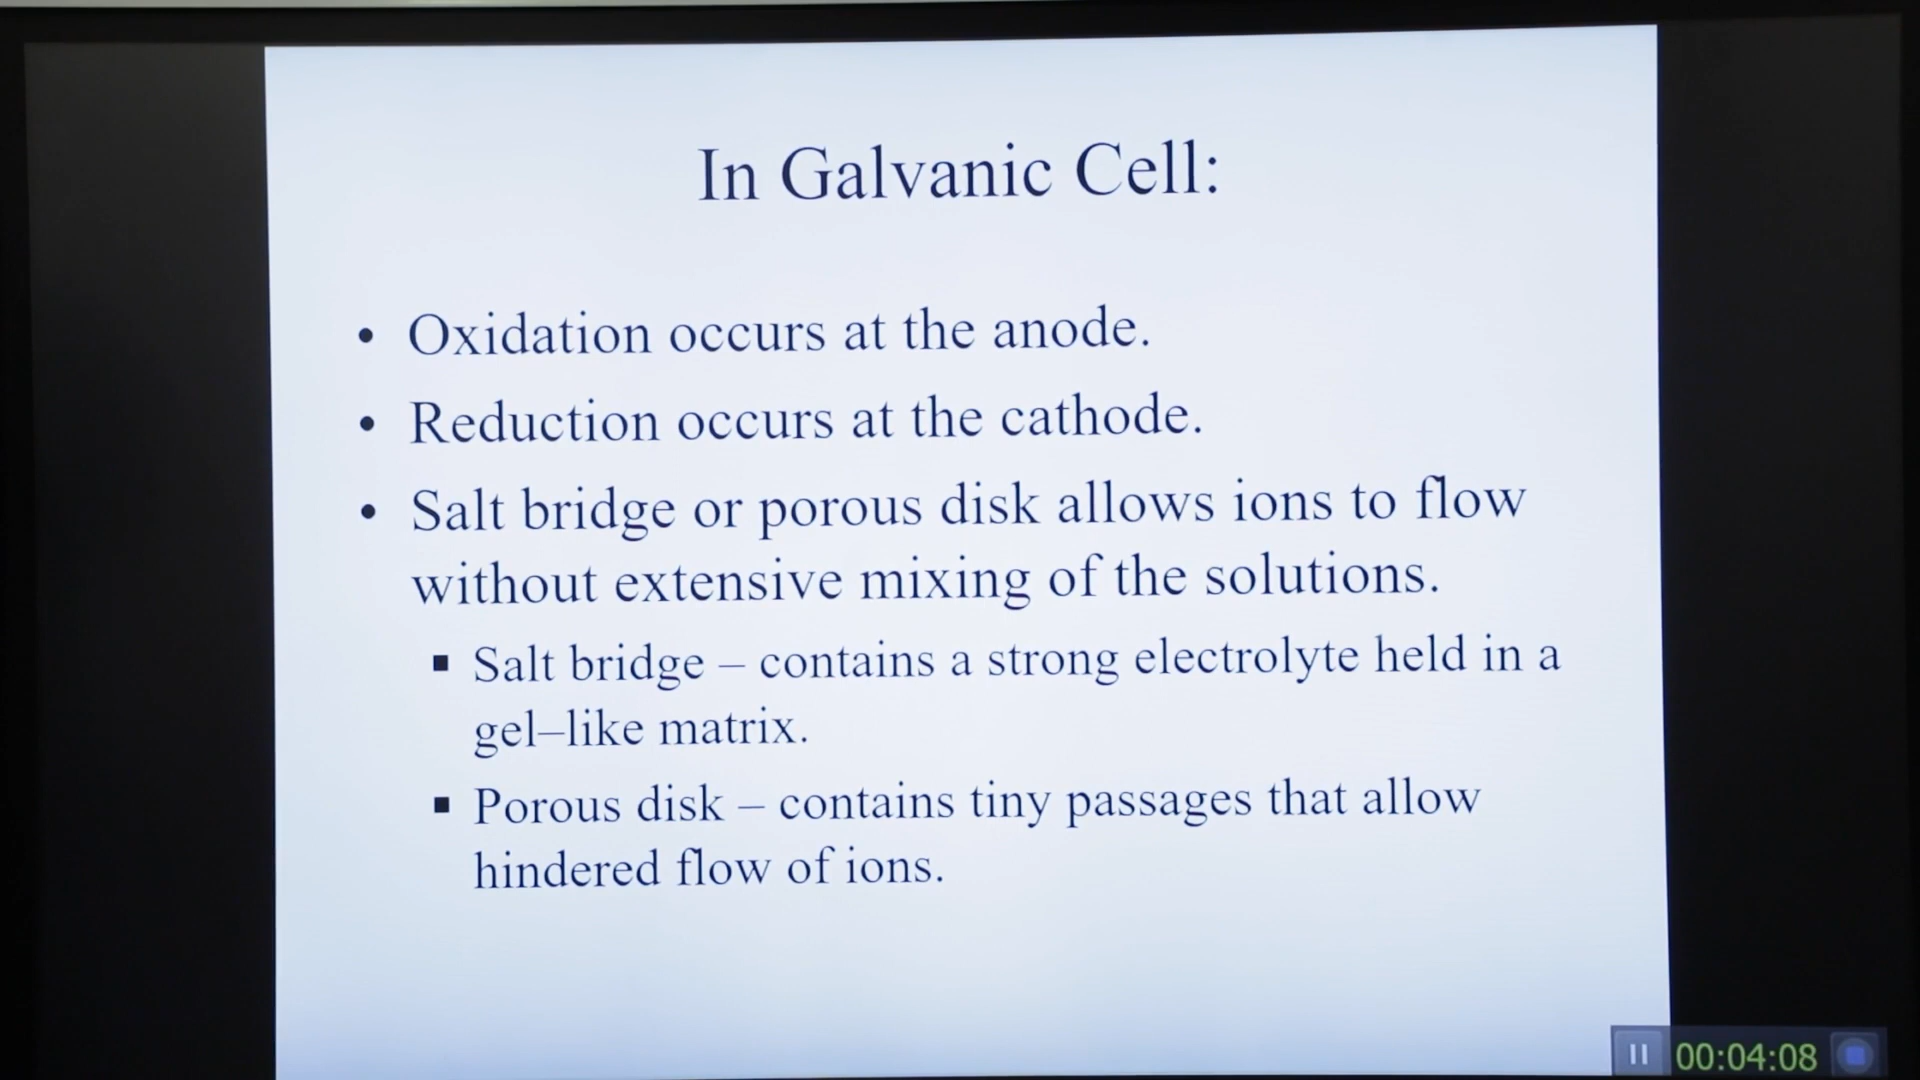 In Galvanic Cell:
• Oxidation occurs at the anode.
• Reduction occurs at the cathode.
• Salt bridge or porous disk allows ions to flow
without extensive mixing of the solutions.
▪ Salt bridge – contains a strong electrolyte held in a
gel–like matrix.
▪ Porous disk – contains tiny passages that allow
hindered flow of ions.
00:04:08